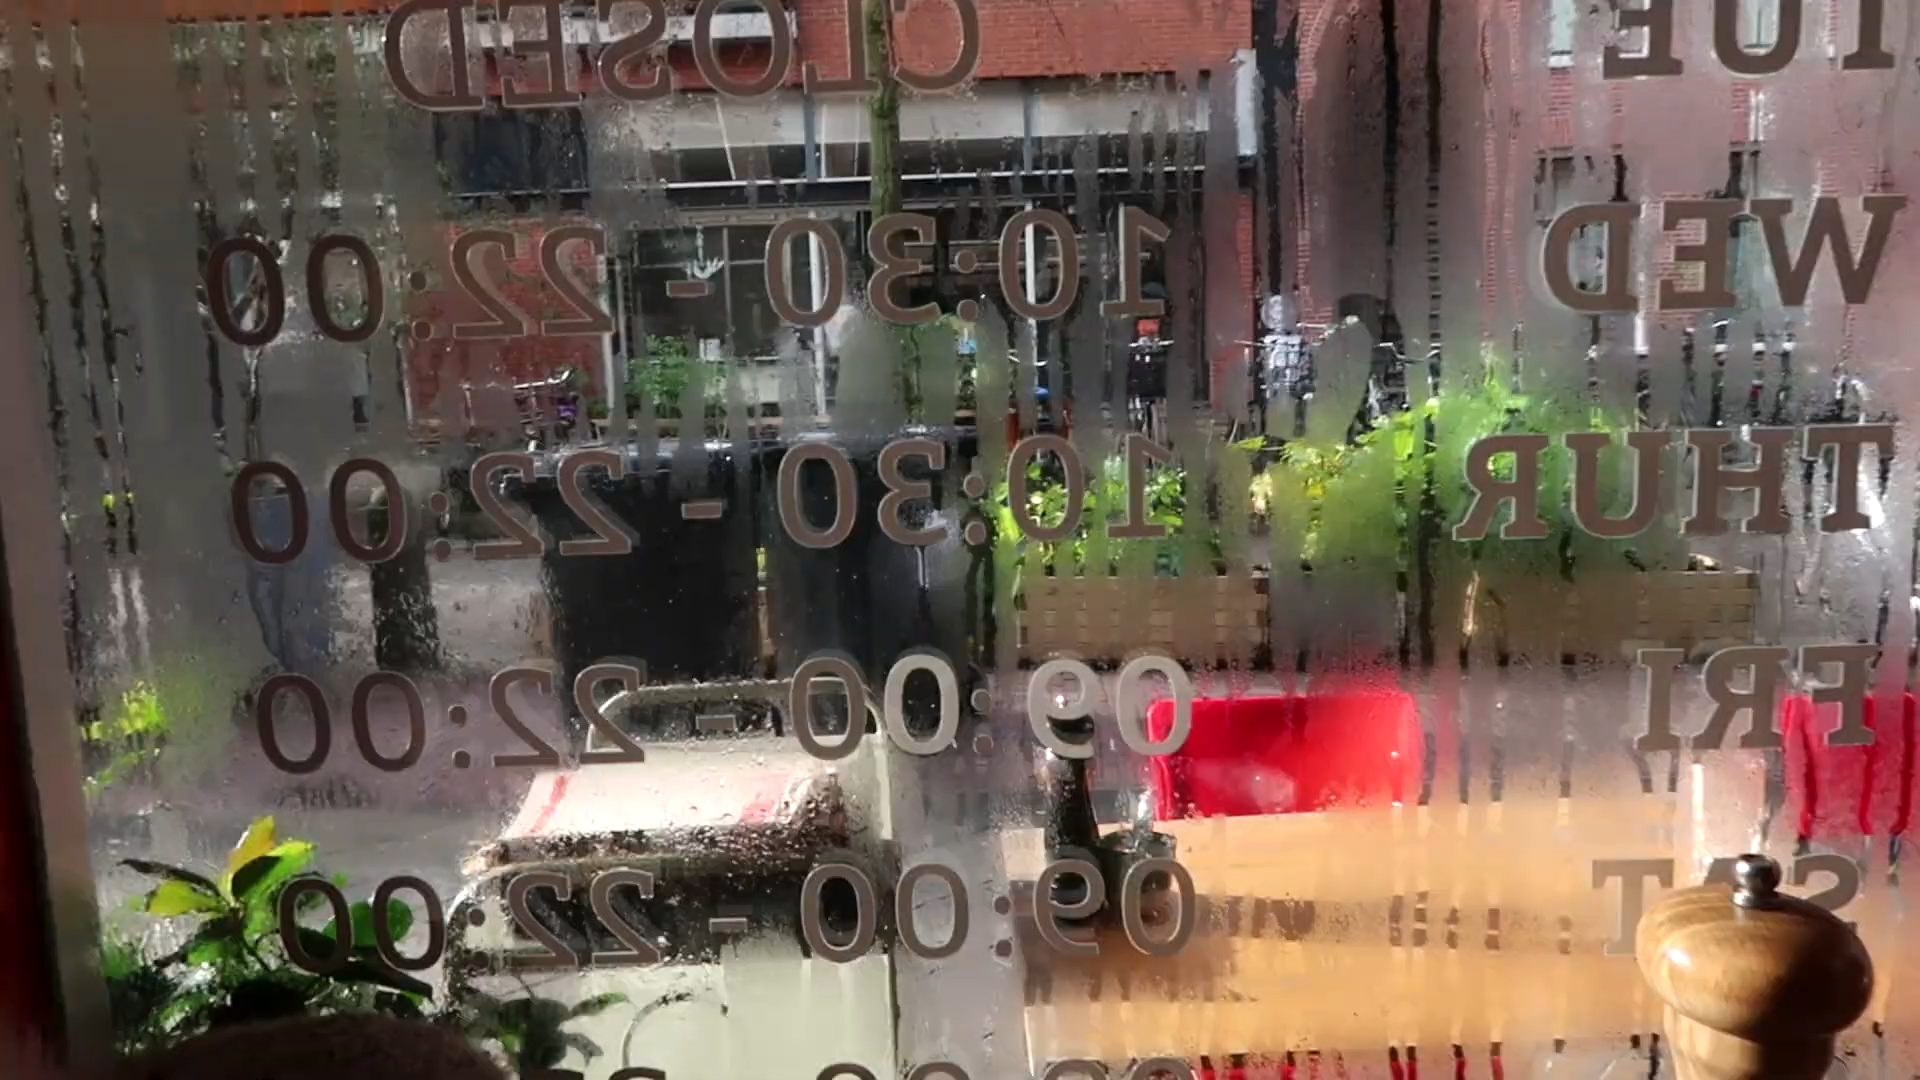 TUE CLOSED
WED 10:30 - 22:00
THUR 10:30 - 22:00
FRI 09:00 - 22:00
SAT 09:00 - 22:00